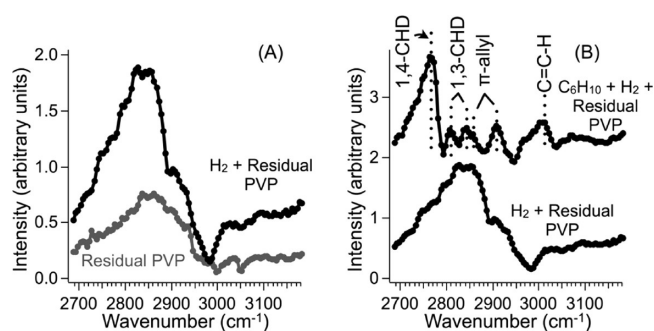 (A)
Intensity (arbitrary units)
2.0
1.5
1.0
0.5
0.0
H2 + Residual
PVP
Residual PVP
2700 2800 2900 3000 3100
Wavenumber (cm-1)
(B)
Intensity (arbitrary units)
3
2
1
0
1,4-CHD
1,3-CHD
π-allyl
C=C-H
C6H10 + H2 +
Residual
PVP
H2 + Residual
PVP
2700 2800 2900 3000 3100
Wavenumber (cm-1)